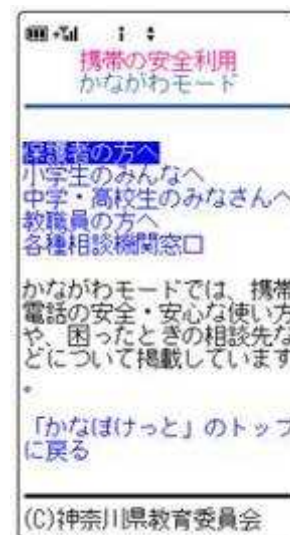 携帯の安全利用
かながわモード
保護者の方へ
小学生のみんなへ
中学・高校生のみなさんへ
教職員の方へ
各種相談機関窓口
かながわモードでは、携帯
電話の安全・安心な使い方
や、困ったときの相談先な
どについて掲載しています
。
「かなぽけっと」のトップ
に戻る
(C)神奈川県教育委員会